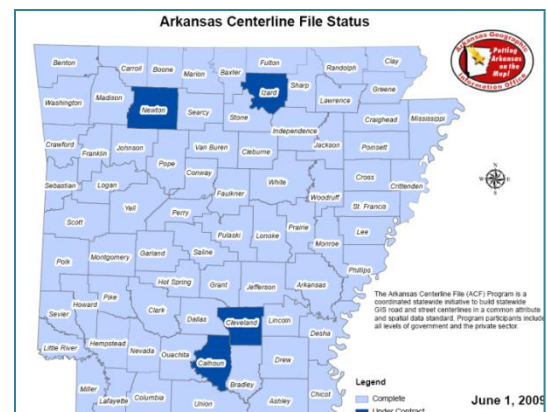 Arkansas Centerline File Status
Arkansas Geographic
Putting
Arkansas
on the
Map!
Information Office
Benton
Carroll
Boone
Marion
Baxter
Fulton
Randolph
Clay
Washington
Madison
Newton
Searcy
Stone
Izard
Sharp
Lawrence
Greene
Craighead
Mississippi
Crawford
Franklin
Johnson
Van Buren
Cleburne
Independence
Jackson
Poinsett
Pope
Conway
White
Cross
Crittenden
Sebastian
Logan
Faulkner
Woodruff
St. Francis
Yell
Perry
Scott
Pulaski
Lonoke
Prairie
Monroe
Lee
Polk
Montgomery
Garland
Saline
Phillips
Hot Spring
Grant
Jefferson
Arkansas
Sevier
Howard
Pike
Clark
Dallas
Cleveland
Lincoln
Desha
Little River
Hempstead
Nevada
Ouachita
Calhoun
Drew
Bradley
Miller
Lafayette
Columbia
Union
Ashley
Chicot
The Arkansas Centerline File (ACF) Program is a
coordinated statewide initiative to build statewide
GIS road and street centerlines in a common attribute
and spatial data standard. Program participants include
all levels of government and the private sector.
Legend
Complete
Under Contract
June 1, 2009